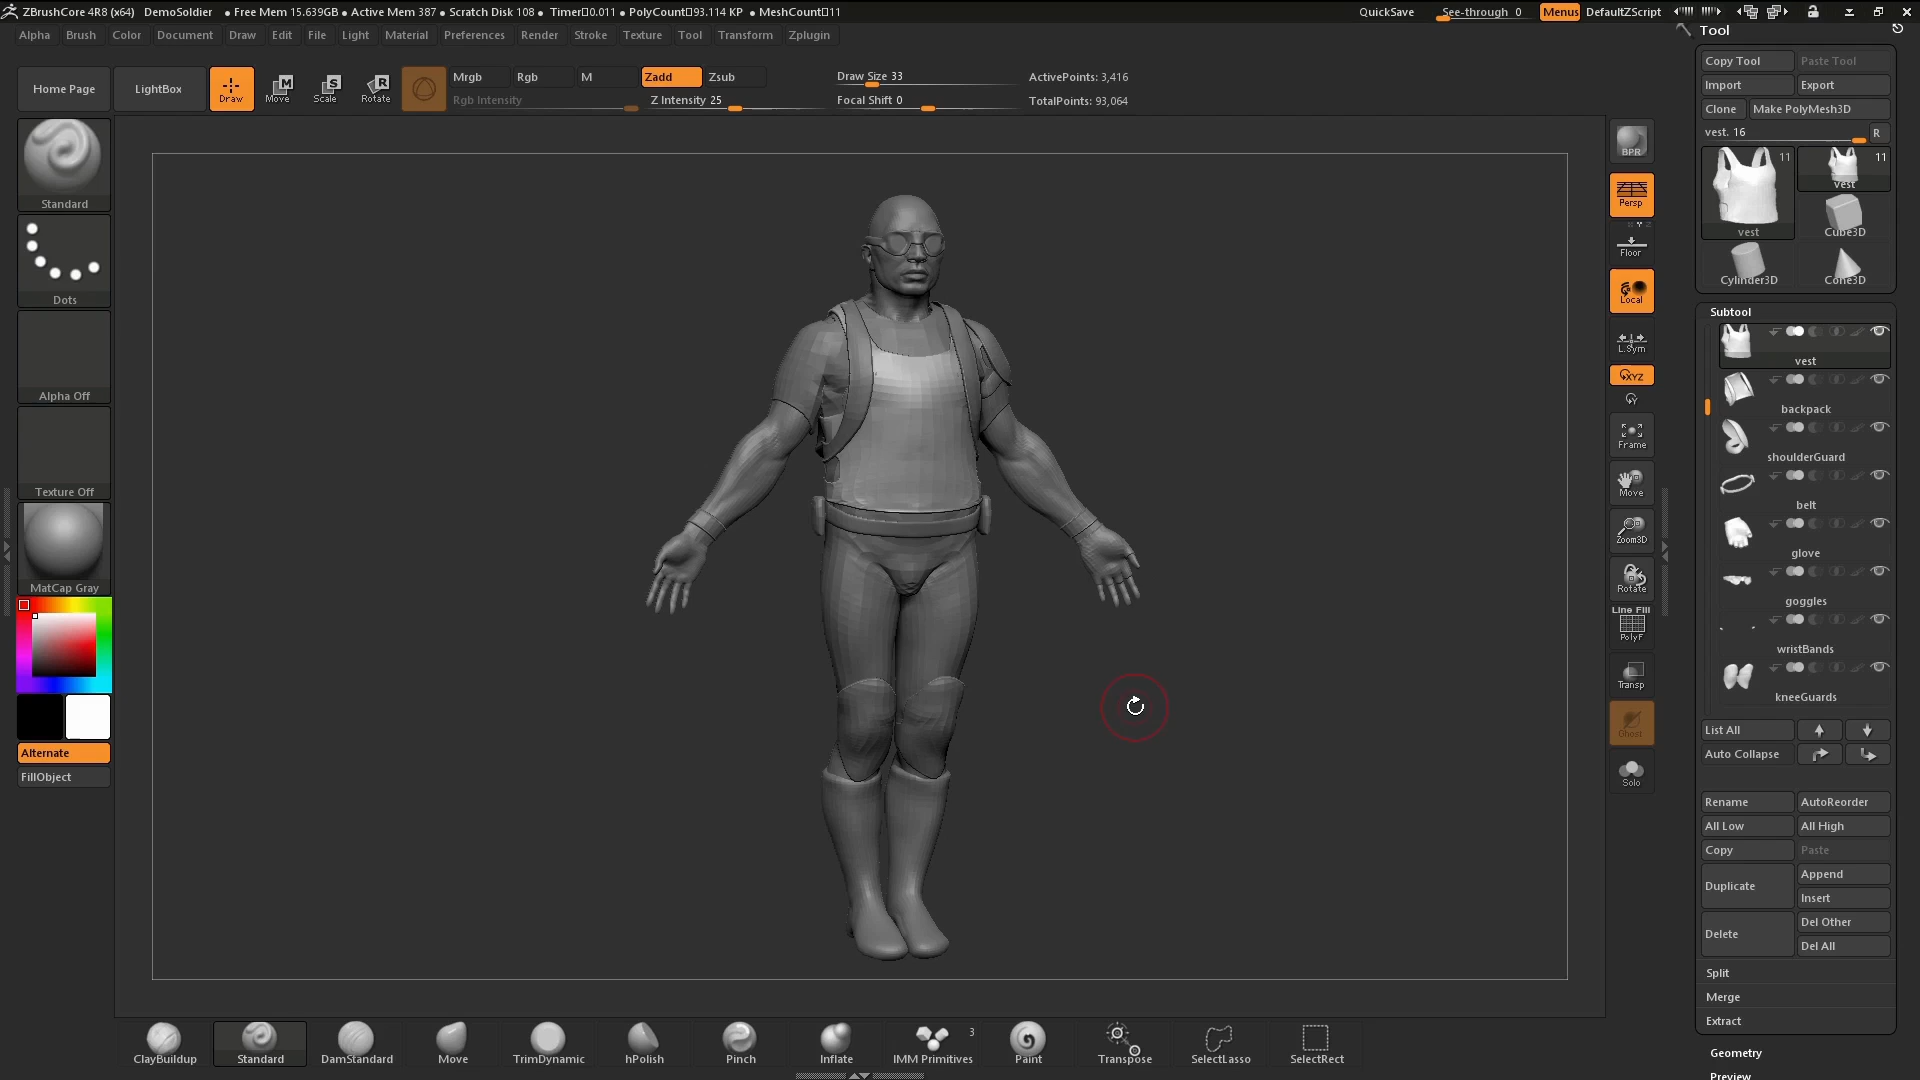 ZBrushCore 4R8 (x64) DemoSoldier • Free Mem 15.639GB • Active Mem 387 • Scratch Disk 108 • Timer▯0.011 • PolyCount▯93.114 KP • MeshCount▯11 QuickSave See-through 0 Menus DefaultZScript
Alpha Brush Color Document Draw Edit File Light Material Movie Preferences Render Stroke Texture Tool Transform Zplugin
Tool
Copy Tool Paste Tool
Import Export
Clone Make PolyMesh3D
vest. 16 R
11 11
vest vest
Cube3D
Cylinder3D Cone3D
Home Page LightBox Draw Move Scale Rotate
Mrgb Rgb M Zadd Zsub
Rgb Intensity Z Intensity 25
Draw Size 33
Focal Shift 0
ActivePoints: 3,416
TotalPoints: 93,064
Standard
Dots
Alpha Off
Texture Off
MatCap Gray
Alternate
FillObject
BPR
Persp
Floor
Local
L.Sym
XYZ
Y
Frame
Move
Zoom3D
Rotate
Line Fill
PolyF
Transp
Ghost
Solo
Subtool
vest
backpack
shoulderGuard
belt
glove
goggles
wristBands
kneeGuards
List All
Auto Collapse
Rename AutoReorder
All Low All High
Copy Paste
Duplicate Append
Insert
Delete Del Other
Del All
Split
Merge
Extract
Geometry
Preview
ClayBuildup Standard DamStandard Move TrimDynamic hPolish Pinch Inflate IMM Primitives 3 Paint Transpose SelectLasso SelectRect